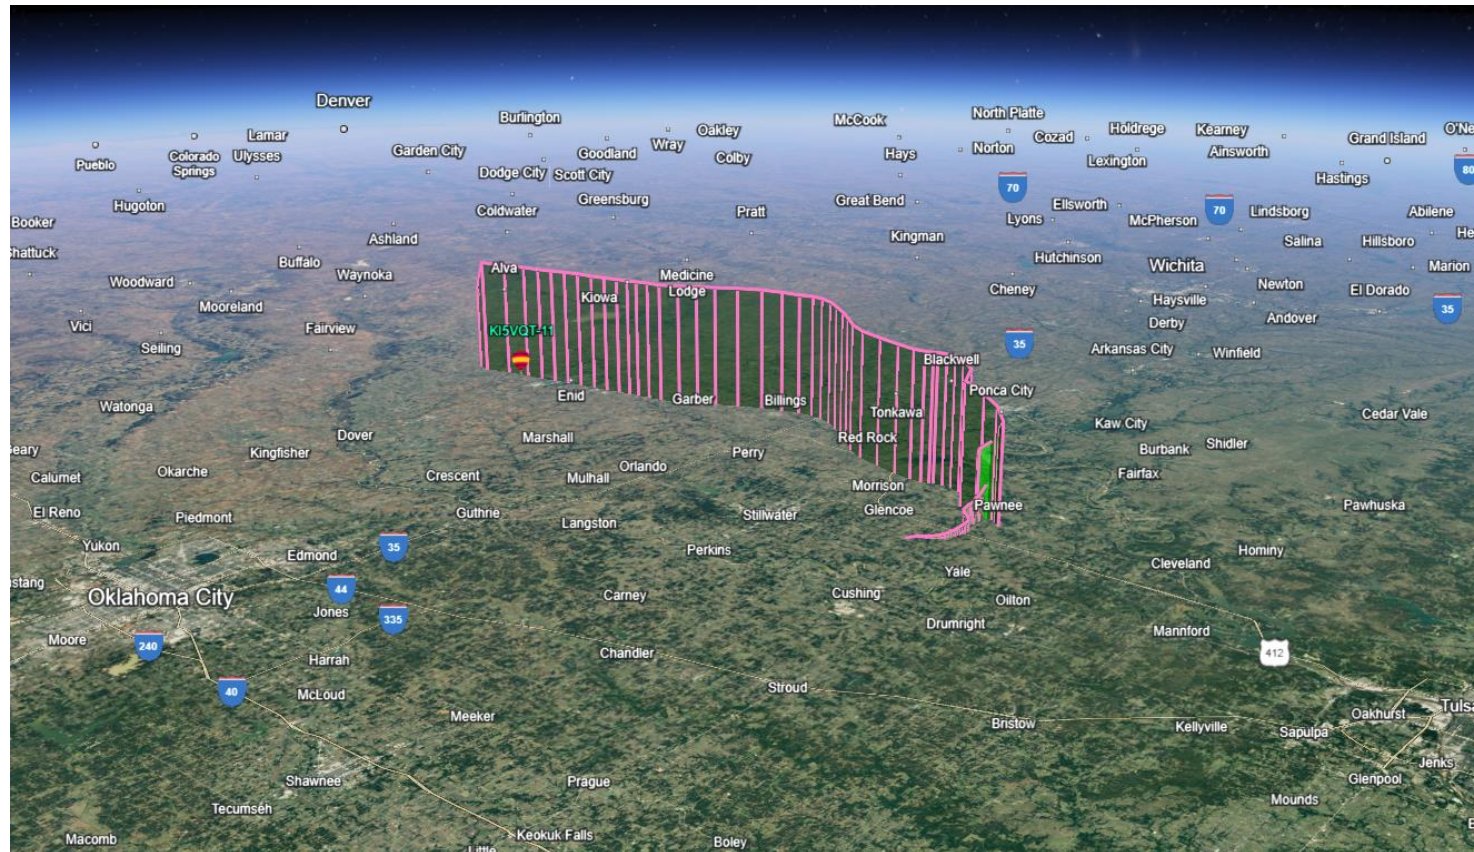 Denver
Burlington
McCook
North Platte
Cozad
Holdrege
Kearney
Grand Island
Lamar
Oakley
Ainsworth
Pueblo
Colorado
Springs
Ulysses
Garden City
Goodland
Wray
Colby
Hays
Norton
Lexington
80
Dodge City
Scott City
Hastings
70
Hugoton
Greensburg
Great Bend
Ellsworth
70
Booker
Coldwater
Pratt
Lyons
McPherson
Lindsborg
Abilene
Ashland
Kingman
Salina
Hillsboro
Buffalo
Hutchinson
Wichita
Marion
Woodward
Waynoka
Alva
Medicine
Lodge
Cheney
Newton
El Dorado
Mooreland
Kiowa
Haysville
35
Vici
Fairview
KI5VQT-11
Derby
Andover
Seiling
35
Arkansas City
Winfield
Blackwell
Watonga
Enid
Garber
Billings
Ponca City
Tonkawa
Cedar Vale
Dover
Marshall
Red Rock
Kaw City
Kingfisher
Perry
Burbank
Shidler
Calumet
Okarche
Crescent
Mulhall
Orlando
Morrison
Fairfax
El Reno
Piedmont
Guthrie
Langston
Stillwater
Glencoe
Pawnee
Pawhuska
Yukon
Edmond
35
Perkins
Hominy
Yale
Cleveland
Oklahoma City
44
Carney
Cushing
Oilton
Jones
335
Drumright
Moore
240
Mannford
Harrah
Chandler
412
40
McLoud
Stroud
Meeker
Bristow
Kellyville
Oakhurst
Sapulpa
Shawnee
Prague
Jenks
Glenpool
Tecumseh
Mounds
Macomb
Keokuk Falls
Boley